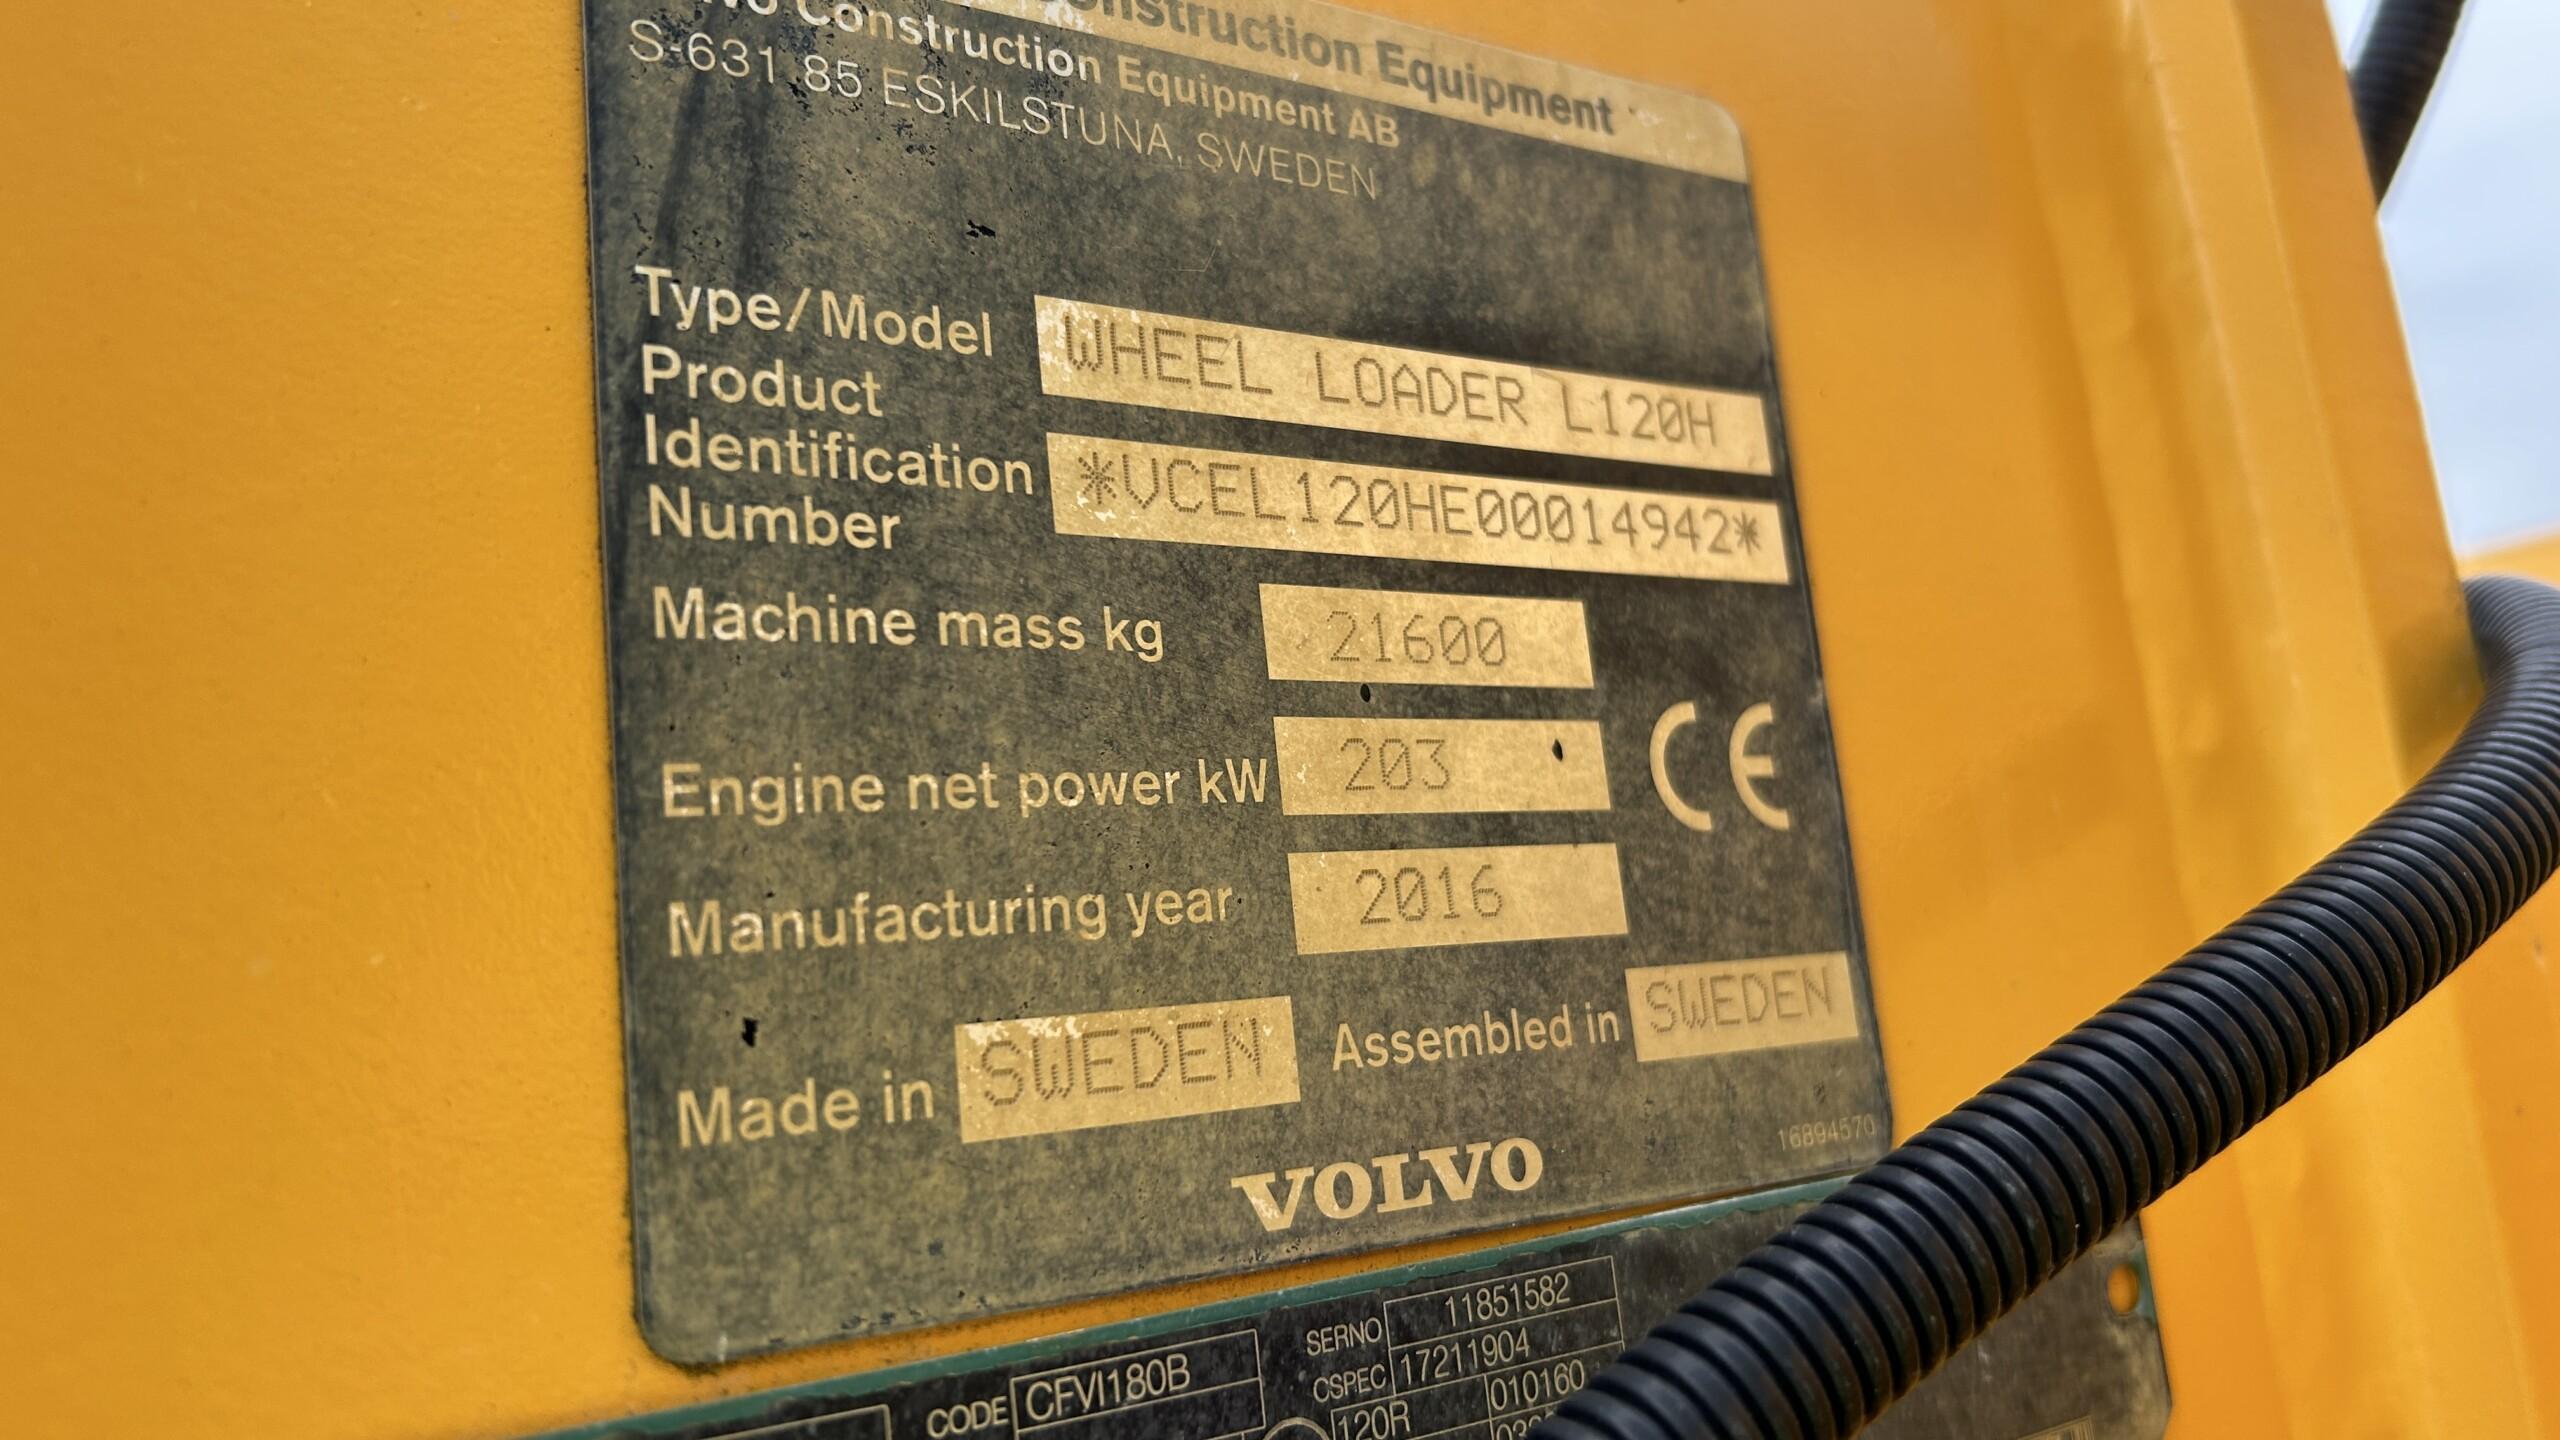 Construction Equipment
Construction Equipment AB
S-631 85 ESKILSTUNA, SWEDEN
Type/Model WHEEL LOADER L120H
Product
Identification
Number *VCEL120HE00014942*
Machine mass kg 21600
Engine net power kW 203
CE
Manufacturing year 2016
Made in SWEDEN Assembled in SWEDEN
16894570
VOLVO
SERNO 11851582
CODE CFVI180B CSPEC 17211904
120R 010160